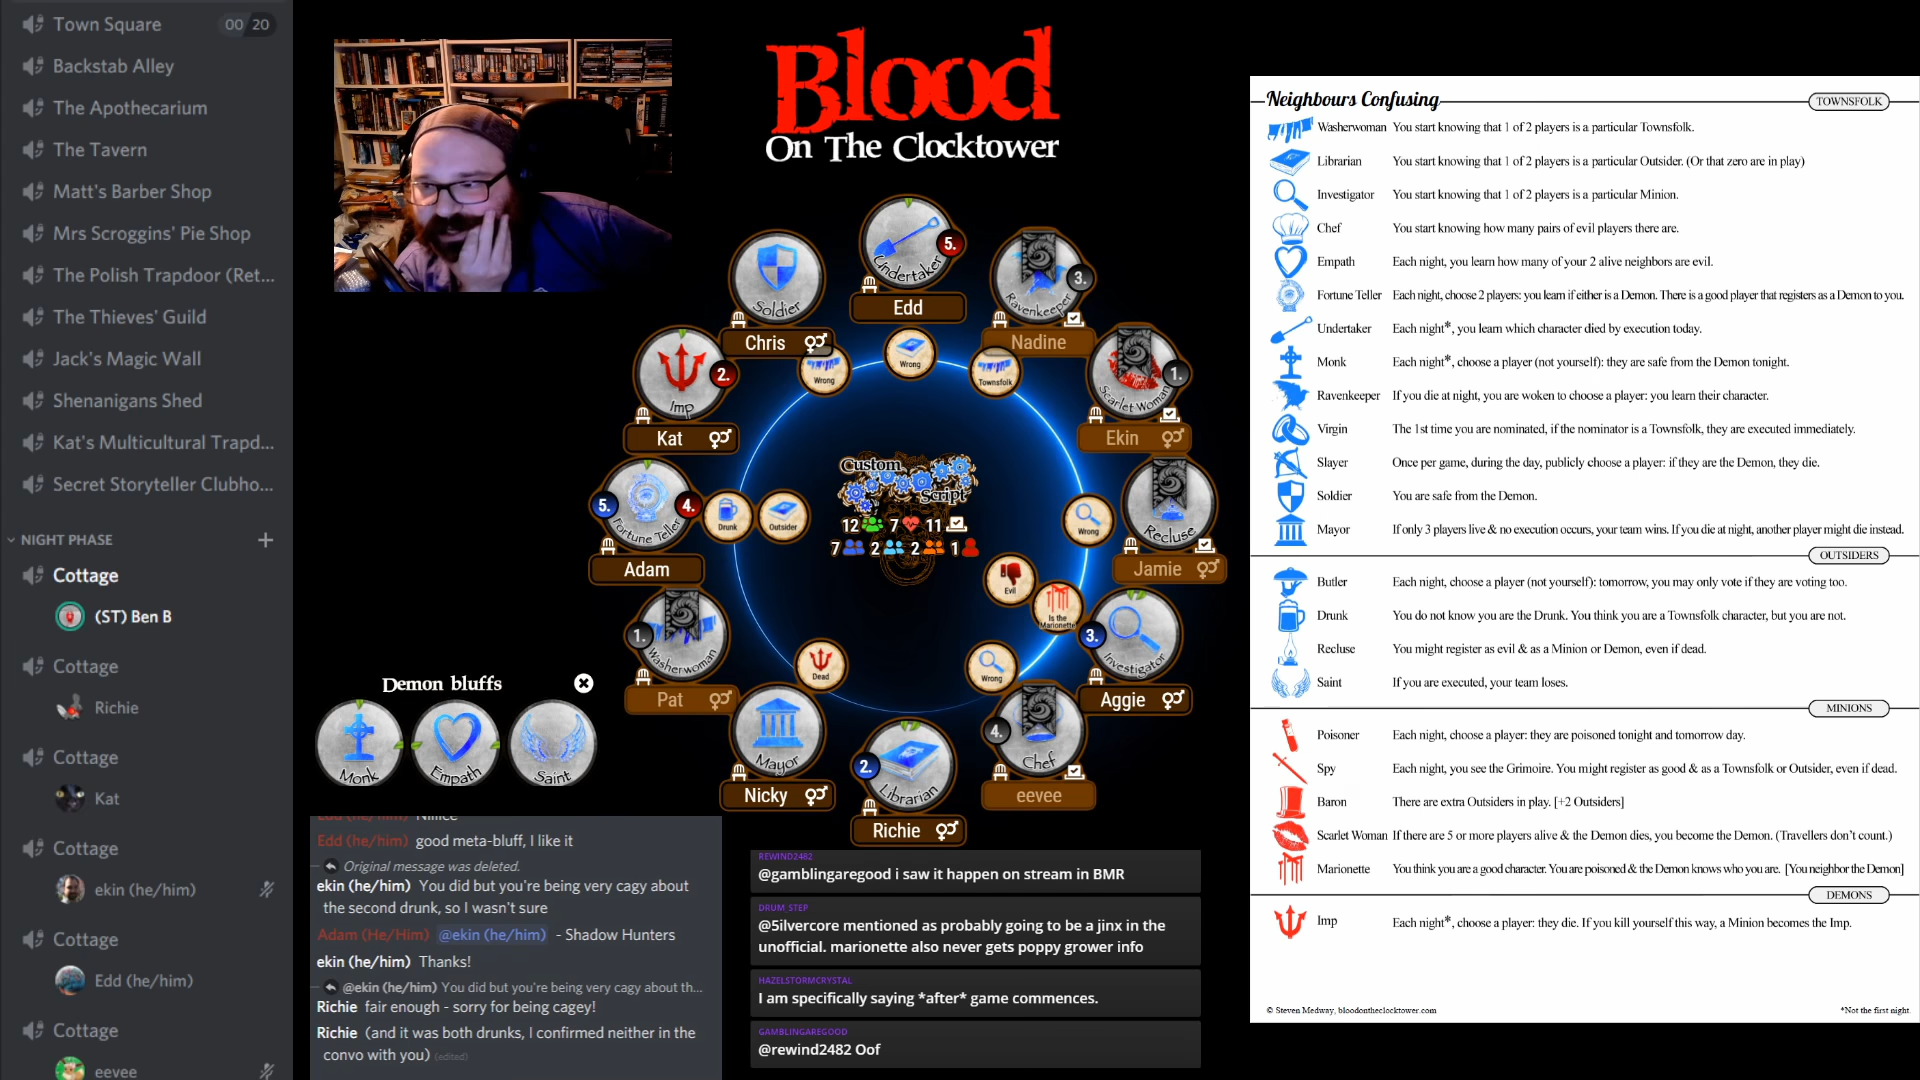 Town Square 00 20
Backstab Alley
The Apothecarium
The Tavern
Matt's Barber Shop
Mrs Scroggins' Pie Shop
The Polish Trapdoor (Ret...
The Thieves' Guild
Jack's Magic Wall
Shenanigans Shed
Kat's Multicultural Trapd...
Secret Storyteller Clubho...
NIGHT PHASE
Cottage
(ST) Ben B
Cottage
Richie
Cottage
Kat
Cottage
ekin (he/him)
Cottage
Edd (he/him)
Cottage
eevee
Blood
On The Clocktower
Undertaker
5.
Edd
Ravenkeeper
3.
Nadine
Scarlet Woman
1.
Ekin
Recluse
Jamie
Investigator
3.
Aggie
Chef
4.
eevee
Librarian
2.
Richie
Mayor
Nicky
Washerwoman
1.
Pat
Fortune Teller
5.
4.
Adam
Imp
2.
Kat
Soldier
Chris
Wrong
Wrong
Townsfolk
Wrong
Evil
Is the
Marionette
Wrong
Dead
Drunk
Outsider
Custom
Script
12 7 11
7 2 2 1
Demon bluffs
Monk
Empath
Saint
Edd (he/him) Niiiice
Edd (he/him) good meta-bluff, I like it
Original message was deleted.
ekin (he/him) You did but you're being very cagy about
the second drunk, so I wasn't sure
Adam (He/Him) @ekin (he/him) - Shadow Hunters
ekin (he/him) Thanks!
@ekin (he/him) You did but you're being very cagy about th...
Richie fair enough - sorry for being cagey!
Richie (and it was both drunks, I confirmed neither in the
convo with you) (edited)
REWIND2482
@gamblingaregood i saw it happen on stream in BMR
DRUM_STEP
@5ilvercore mentioned as probably going to be a jinx in the
unofficial. marionette also never gets poppy grower info
HAZELSTORMCRYSTAL
I am specifically saying *after* game commences.
GAMBLINGAREGOOD
@rewind2482 Oof
Neighbours Confusing
TOWNSFOLK
Washerwoman You start knowing that 1 of 2 players is a particular Townsfolk.
Librarian You start knowing that 1 of 2 players is a particular Outsider. (Or that zero are in play)
Investigator You start knowing that 1 of 2 players is a particular Minion.
Chef You start knowing how many pairs of evil players there are.
Empath Each night, you learn how many of your 2 alive neighbors are evil.
Fortune Teller Each night, choose 2 players: you learn if either is a Demon. There is a good player that registers as a Demon to you.
Undertaker Each night*, you learn which character died by execution today.
Monk Each night*, choose a player (not yourself): they are safe from the Demon tonight.
Ravenkeeper If you die at night, you are woken to choose a player: you learn their character.
Virgin The 1st time you are nominated, if the nominator is a Townsfolk, they are executed immediately.
Slayer Once per game, during the day, publicly choose a player: if they are the Demon, they die.
Soldier You are safe from the Demon.
Mayor If only 3 players live & no execution occurs, your team wins. If you die at night, another player might die instead.
OUTSIDERS
Butler Each night, choose a player (not yourself): tomorrow, you may only vote if they are voting too.
Drunk You do not know you are the Drunk. You think you are a Townsfolk character, but you are not.
Recluse You might register as evil & as a Minion or Demon, even if dead.
Saint If you are executed, your team loses.
MINIONS
Poisoner Each night, choose a player: they are poisoned tonight and tomorrow day.
Spy Each night, you see the Grimoire. You might register as good & as a Townsfolk or Outsider, even if dead.
Baron There are extra Outsiders in play. [+2 Outsiders]
Scarlet Woman If there are 5 or more players alive & the Demon dies, you become the Demon. (Travellers don't count.)
Marionette You think you are a good character. You are poisoned & the Demon knows who you are. [You neighbor the Demon]
DEMONS
Imp Each night*, choose a player: they die. If you kill yourself this way, a Minion becomes the Imp.
© Steven Medway, bloodontheclocktower.com
*Not the first night.